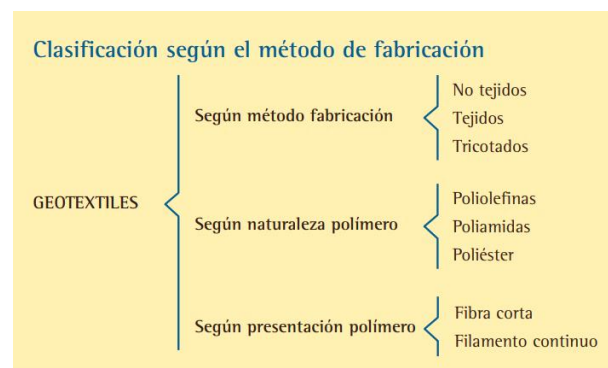 Clasificación según el método de fabricación
GEOTEXTILES
Según método fabricación
No tejidos
Tejidos
Tricotados
Según naturaleza polímero
Poliolefinas
Poliamidas
Poliéster
Según presentación polímero
Fibra corta
Filamento continuo